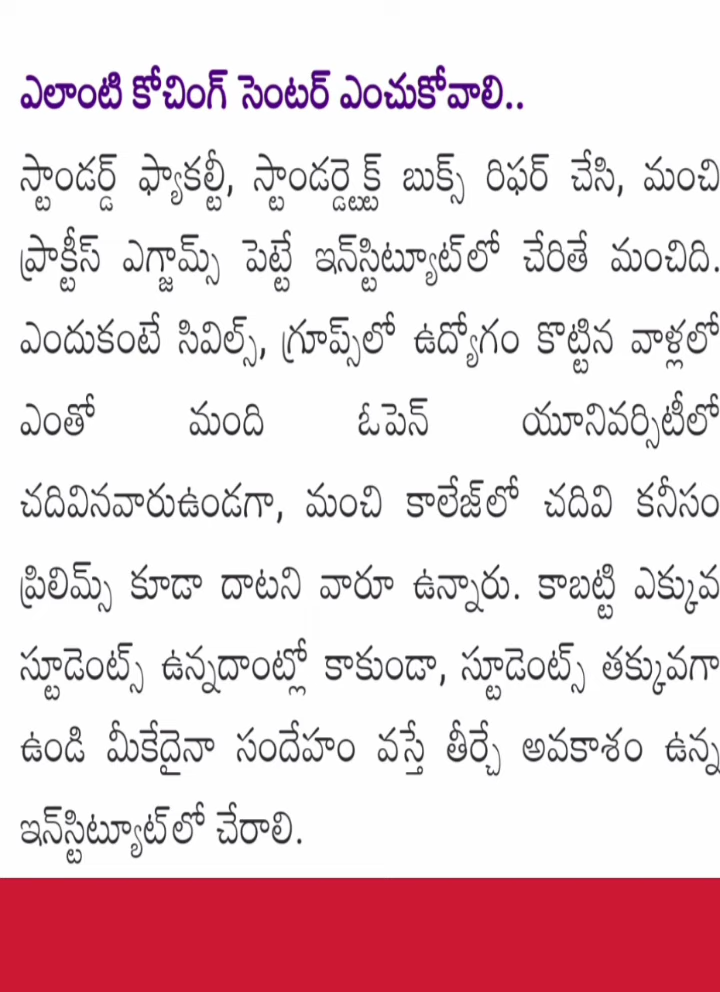 ఎలాంటి కోచింగ్ సెంటర్ ఎంచుకోవాలి..
స్టాండర్డ్ ఫ్యాకల్టీ, స్టాండర్డ్టెక్ట్ బుక్స్ రిఫర్ చేసి, మంచి
ప్రాక్టీస్ ఎగ్జామ్స్ పెట్టే ఇన్‌స్టిట్యూట్‌లో చేరితే మంచిది.
ఎందుకంటే సివిల్స్, గ్రూప్స్‌లో ఉద్యోగం కొట్టిన వాళ్లలో
ఎంతో మంది ఓపెన్ యూనివర్సిటీలో
చదివినవారుఉండగా, మంచి కాలేజ్‌లో చదివి కనీసం
ప్రిలిమ్స్ కూడా దాటని వారూ ఉన్నారు. కాబట్టి ఎక్కువ
స్టూడెంట్స్ ఉన్నదాంట్లో కాకుండా, స్టూడెంట్స్ తక్కువగా
ఉండి మీకేదైనా సందేహం వస్తే తీర్చే అవకాశం ఉన్న
ఇన్‌స్టిట్యూట్‌లో చేరాలి.